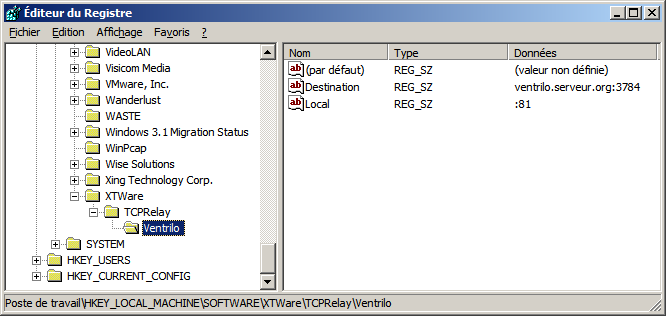 Éditeur du Registre
Fichier Edition Affichage Favoris ?
VideoLAN
Visicom Media
VMware, Inc.
Wanderlust
WASTE
Windows 3.1 Migration Status
WinPcap
Wise Solutions
Xing Technology Corp.
XTWare
TCPRelay
Ventrilo
SYSTEM
HKEY_USERS
HKEY_CURRENT_CONFIG
Nom Type Données
ab (par défaut) REG_SZ (valeur non définie)
ab Destination REG_SZ ventrilo.serveur.org:3784
ab Local REG_SZ :81
Poste de travail\HKEY_LOCAL_MACHINE\SOFTWARE\XTWare\TCPRelay\Ventrilo